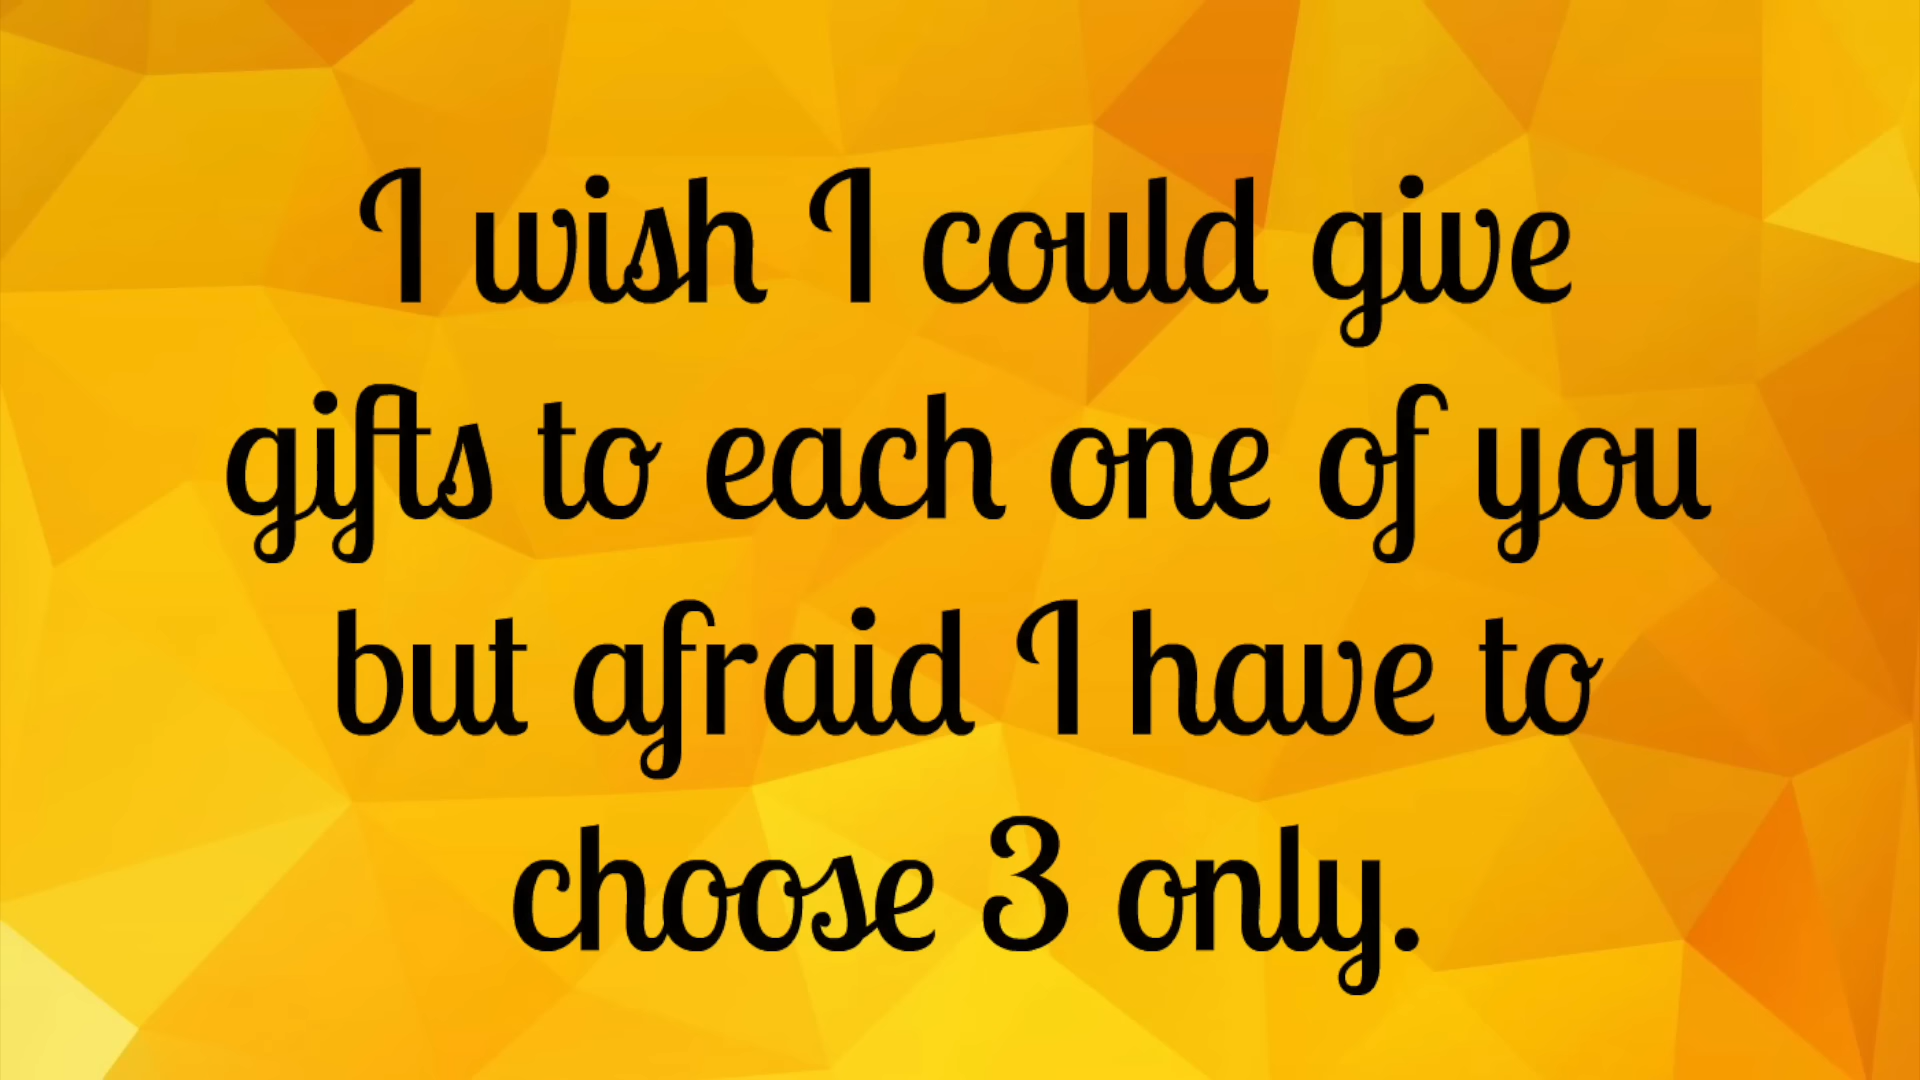 I wish I could give
gifts to each one of you
but afraid I have to
choose 3 only.